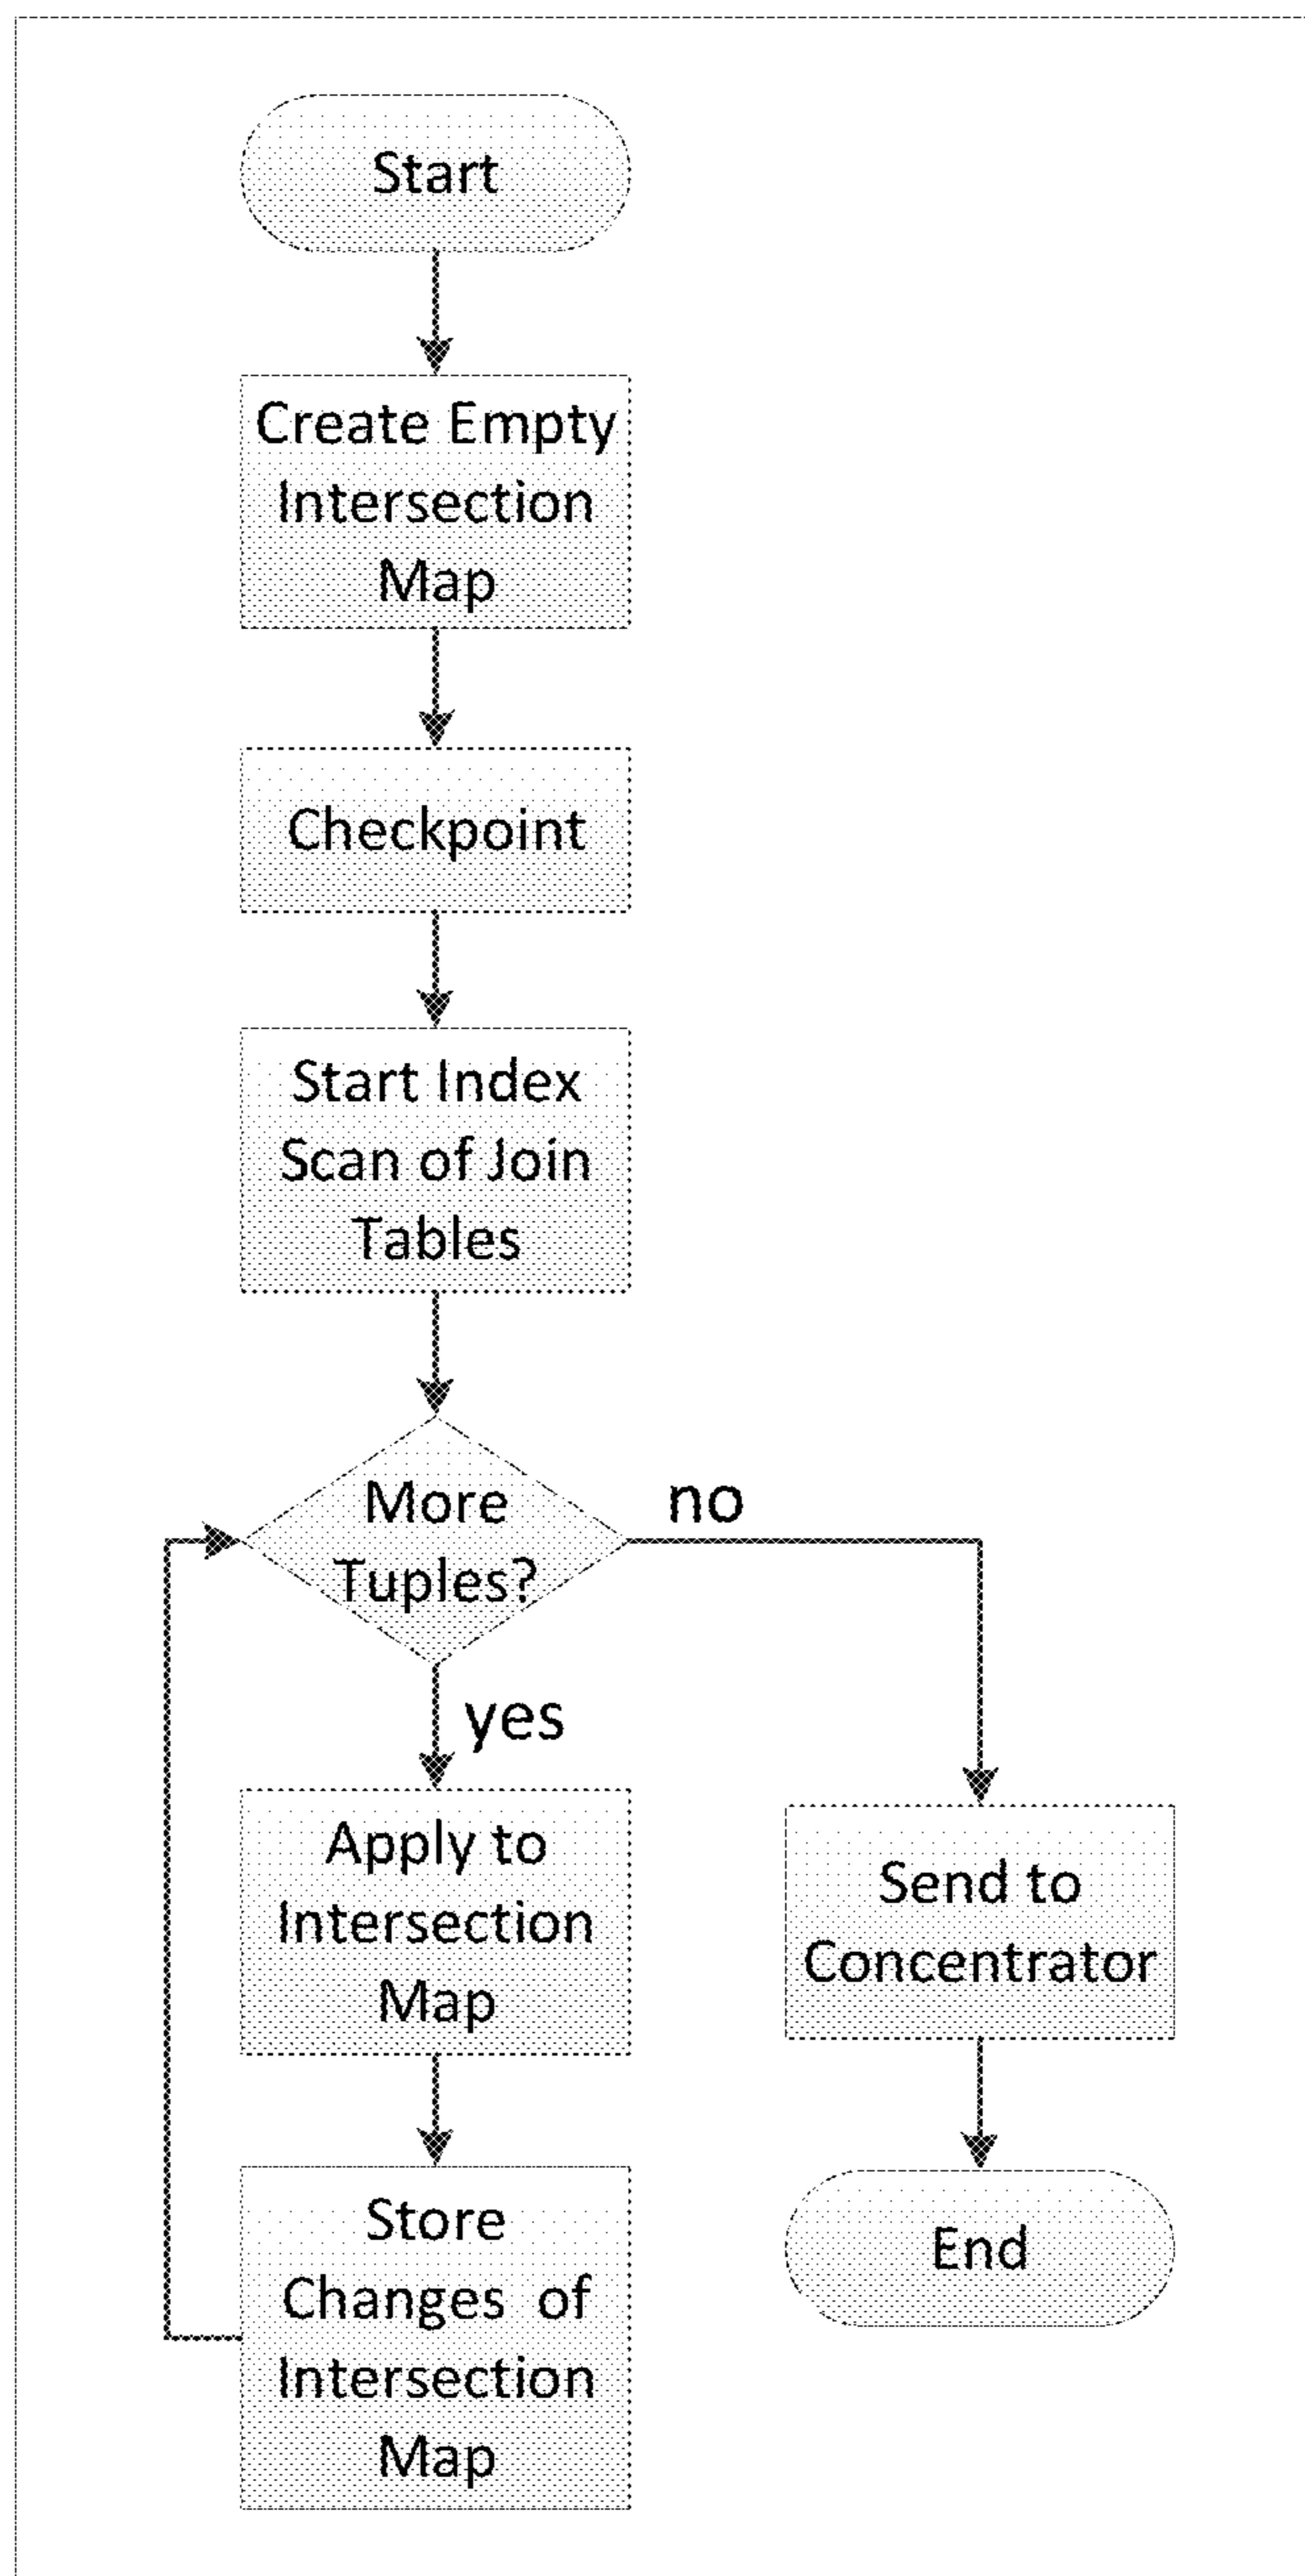 Start
Create Empty
Intersection
Map
Checkpoint
Start Index
Scan of Join
Tables
More
Tuples?
no
yes
Apply to
Intersection
Map
Send to
Concentrator
Store
Changes of
Intersection
Map
End